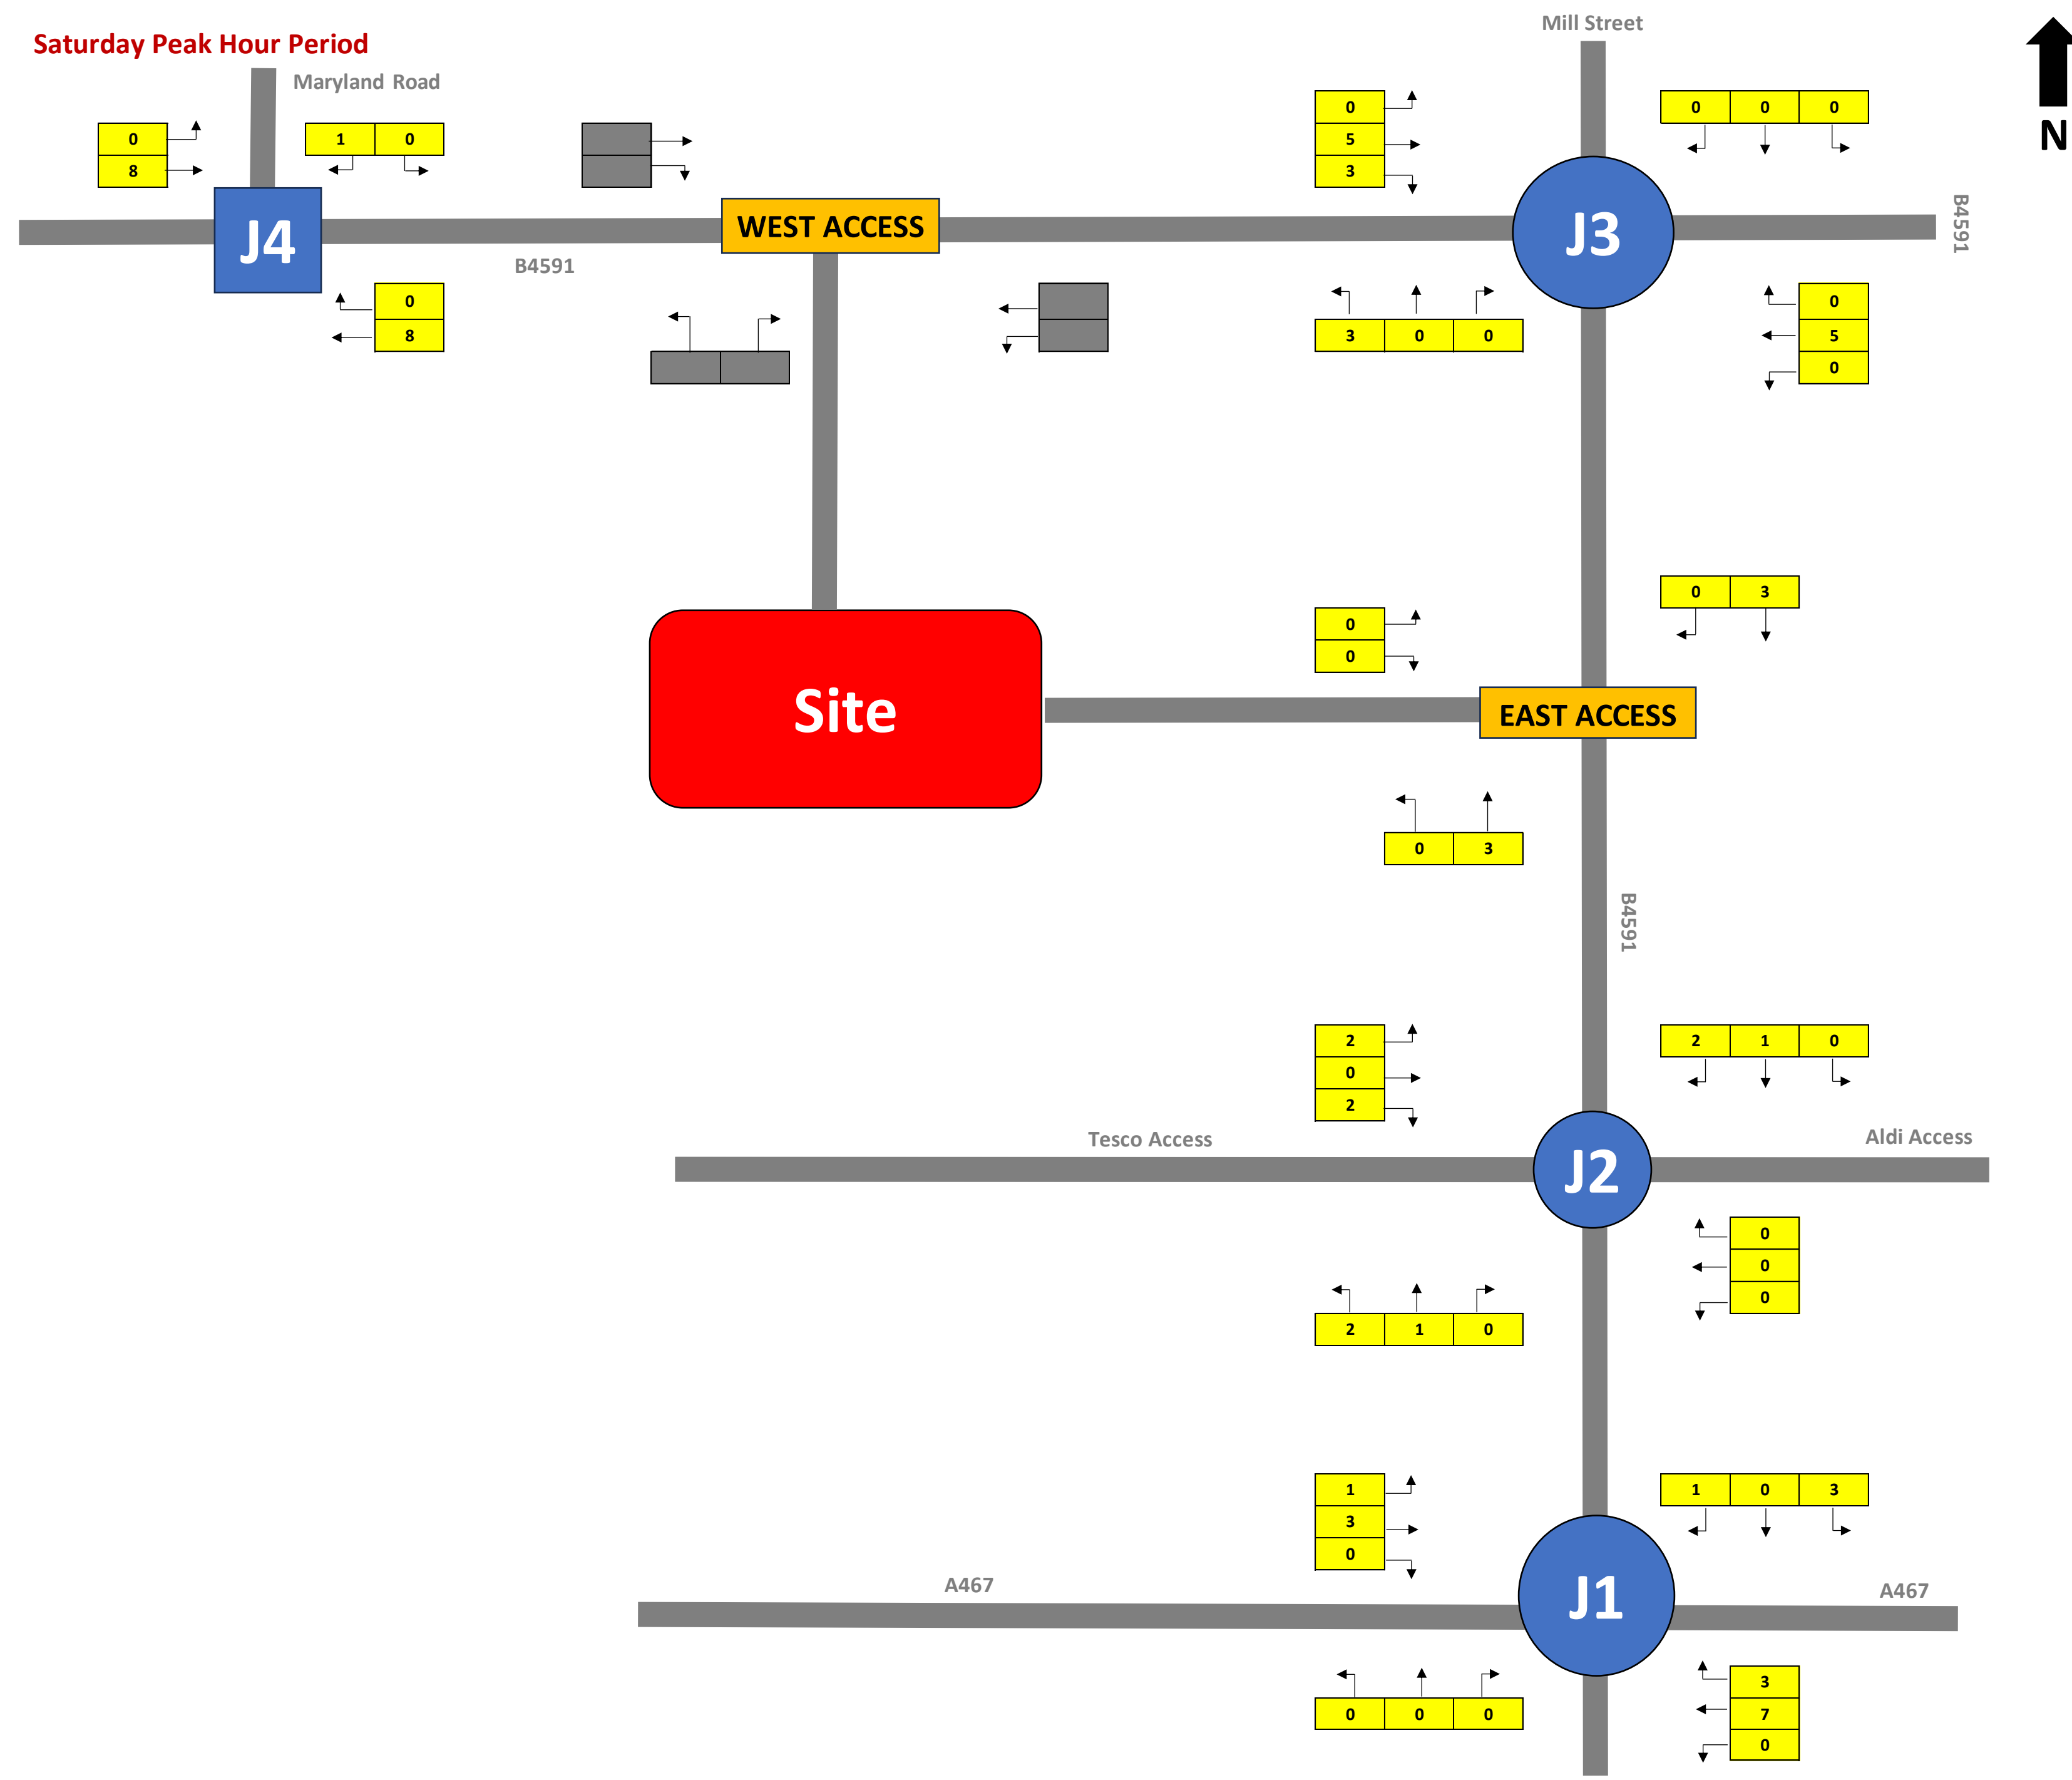 Mill Street
Saturday Peak Hour Period
Maryland Road
N
0
8
1 0
0
5
3
0 0 0
J4
WEST ACCESS
J3
B4591
B4591
0
8
3 0 0
0
5
0
0 3
0
0
Site
EAST ACCESS
0 3
B4591
2
0
2
2 1 0
Tesco Access
Aldi Access
J2
0
0
0
2 1 0
1
3
0
1 0 3
A467
A467
J1
0 0 0
3
7
0